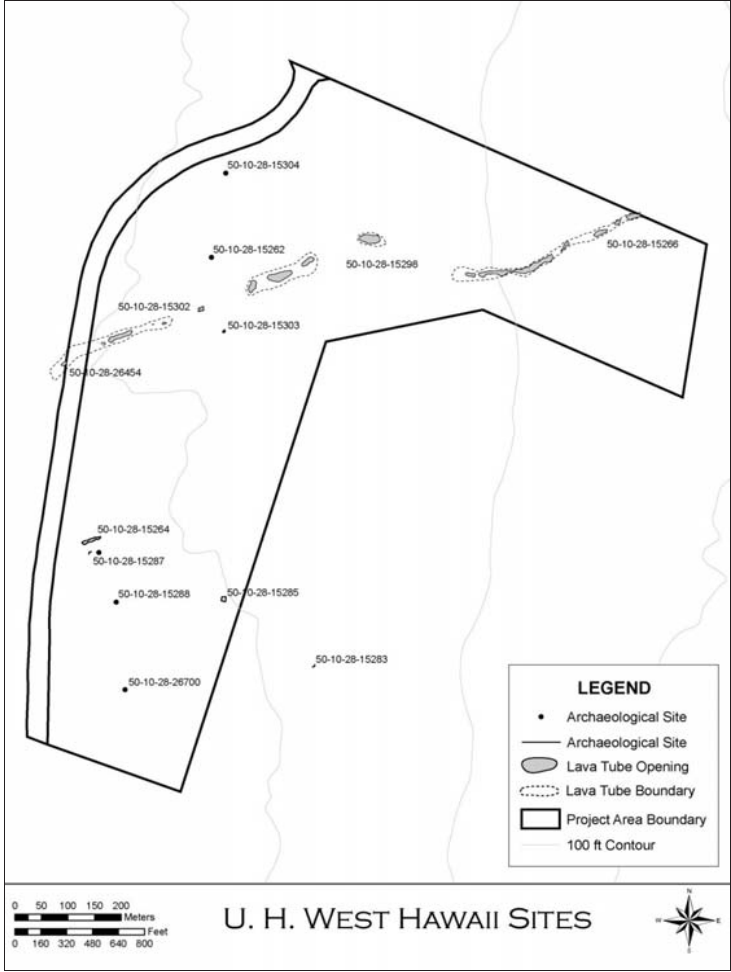 50-10-28-15304
50-10-28-15262
50-10-28-15266
50-10-28-15298
50-10-28-15302
50-10-28-15303
50-10-28-26454
50-10-28-15264
50-10-28-15287
50-10-28-15288
50-10-28-15285
50-10-28-15283
50-10-28-26700
LEGEND
Archaeological Site
Archaeological Site
Lava Tube Opening
Lava Tube Boundary
Project Area Boundary
100 ft Contour
0 50 100 150 200
Meters
Feet
0 160 320 480 640 800
U. H. WEST HAWAII SITES
N
W E
S